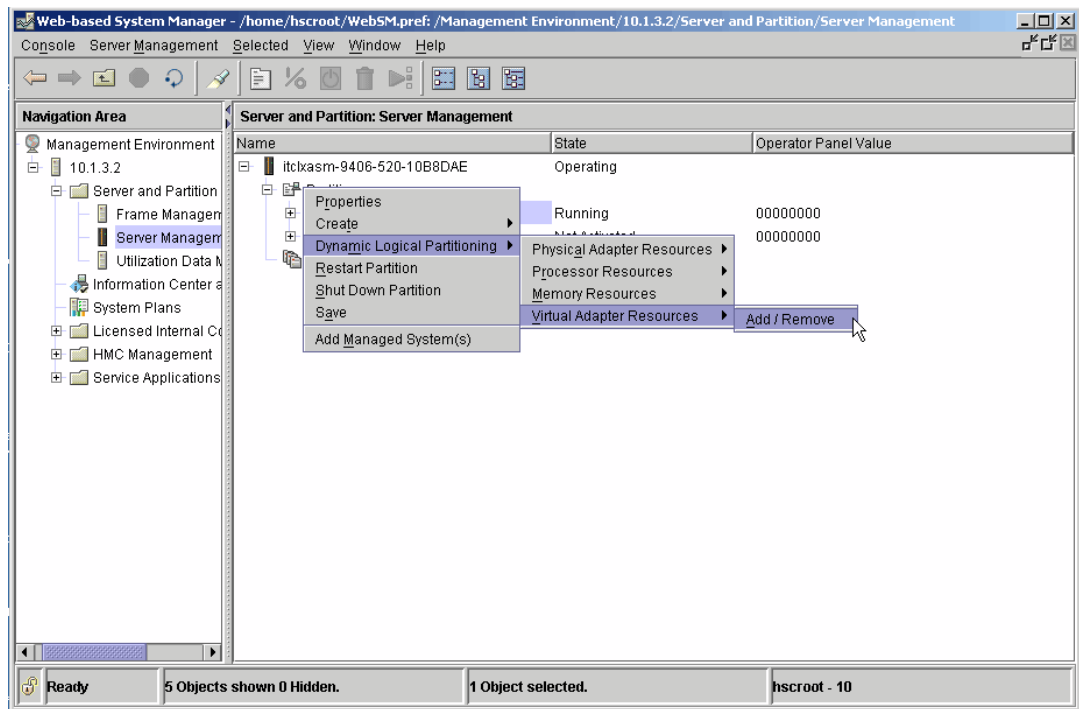 Web-based System Manager - /home/hscroot/WebSM.pref: /Management Environment/10.1.3.2/Server and Partition/Server Management
Console Server Management Selected View Window Help
Navigation Area
Server and Partition: Server Management
Management Environment
10.1.3.2
Server and Partition
Frame Managem
Server Managem
Utilization Data M
Information Center a
System Plans
Licensed Internal Co
HMC Management
Service Applications
Name State Operator Panel Value
itclxasm-9406-520-10B8DAE Operating
Running 00000000
Not Activated 00000000
Properties
Create
Dynamic Logical Partitioning
Restart Partition
Shut Down Partition
Save
Add Managed System(s)
Physical Adapter Resources
Processor Resources
Memory Resources
Virtual Adapter Resources
Add / Remove
Ready 5 Objects shown 0 Hidden. 1 Object selected. hscroot - 10